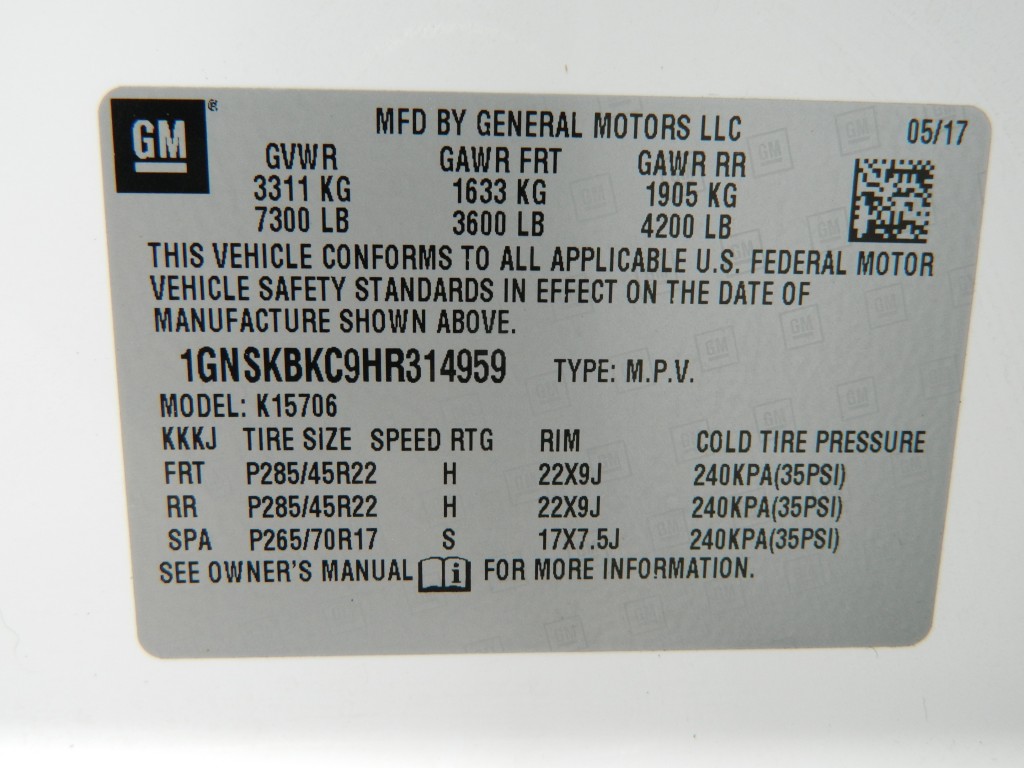 GM ®
MFD BY GENERAL MOTORS LLC 05/17
GVWR GAWR FRT GAWR RR
3311 KG 1633 KG 1905 KG
7300 LB 3600 LB 4200 LB
THIS VEHICLE CONFORMS TO ALL APPLICABLE U.S. FEDERAL MOTOR
VEHICLE SAFETY STANDARDS IN EFFECT ON THE DATE OF
MANUFACTURE SHOWN ABOVE.
1GNSKBKC9HR314959 TYPE: M.P.V.
MODEL: K15706
KKKJ TIRE SIZE SPEED RTG RIM COLD TIRE PRESSURE
FRT P285/45R22 H 22X9J 240KPA(35PSI)
RR P285/45R22 H 22X9J 240KPA(35PSI)
SPA P265/70R17 S 17X7.5J 240KPA(35PSI)
SEE OWNER'S MANUAL i FOR MORE INFORMATION.